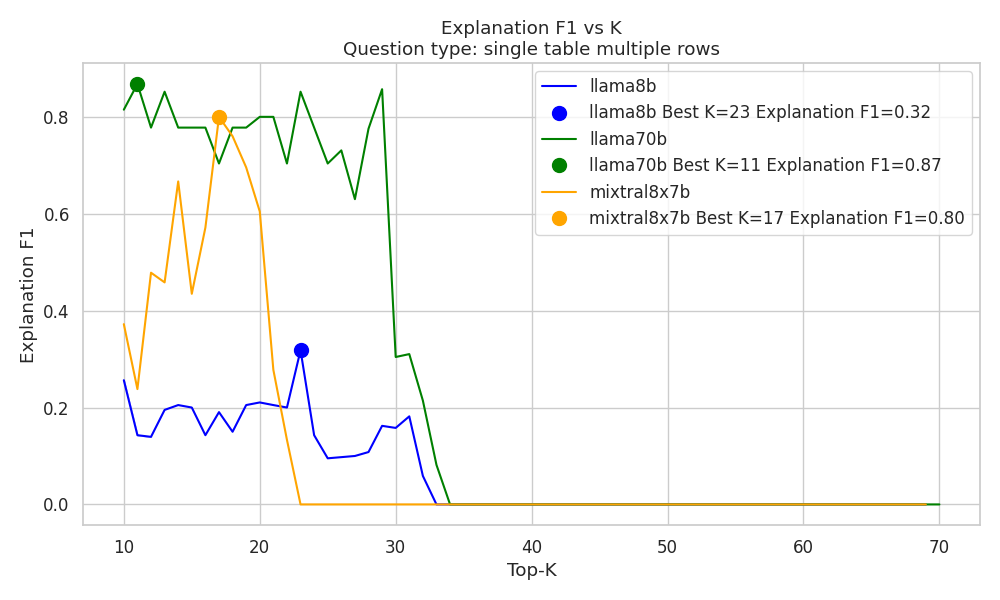 Explanation F1 vs K
Question type: single table multiple rows
llama8b
llama8b Best K=23 Explanation F1=0.32
llama70b
llama70b Best K=11 Explanation F1=0.87
mixtral8x7b
mixtral8x7b Best K=17 Explanation F1=0.80
Explanation F1
0.8
0.6
0.4
0.2
0.0
10 20 30 40 50 60 70
Top-K